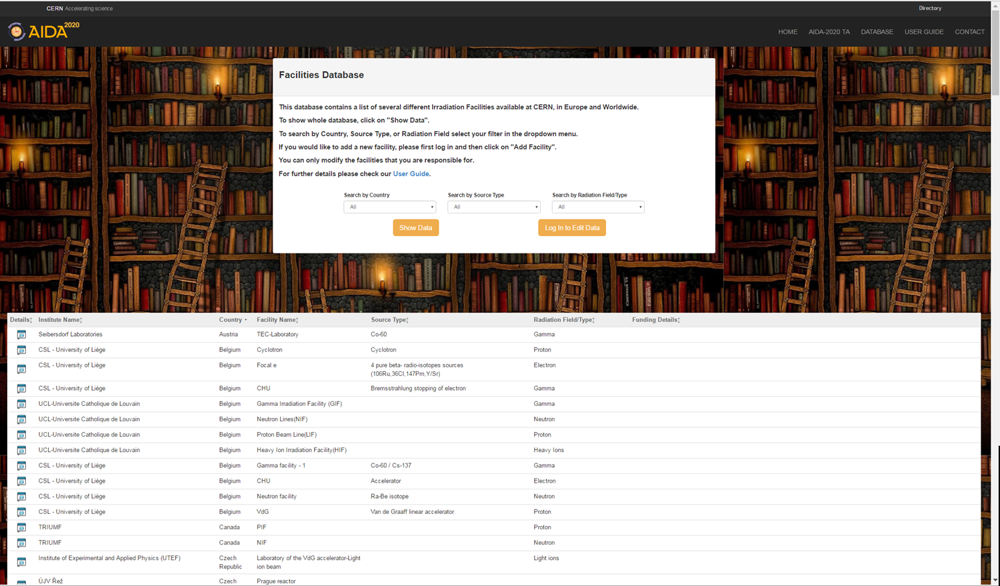 CERN Accelerating science
Directory
AIDA2020
HOME AIDA-2020 TA DATABASE USER GUIDE CONTACT
Facilities Database
This database contains a list of several different Irradiation Facilities available at CERN, in Europe and Worldwide.
To show whole database, click on "Show Data".
To search by Country, Source Type, or Radiation Field select your filter in the dropdown menu.
If you would like to add a new facility, please first log in and then click on "Add Facility".
You can only modify the facilities that you are responsible for.
For further details please check our User Guide.
Search by Country Search by Source Type Search by Radiation Field/Type
All All All
Show Data Log In to Edit Data
Details Institute Name Country Facility Name Source Type Radiation Field/Type Funding Details
Seibersdorf Laboratories Austria TEC-Laboratory Co-60 Gamma
CSL - University of Liége Belgium Cyclotron Cyclotron Proton
CSL - University of Liége Belgium Focal e 4 pure beta- radio-isotopes sources Electron
(106Ru,36Cl,147Pm,Y/Sr)
CSL - University of Liége Belgium CHU Bremsstrahlung stopping of electron Gamma
UCL-Universite Catholique de Louvain Belgium Gamma Irradiation Facility (GIF) Gamma
UCL-Universite Catholique de Louvain Belgium Neutron Lines(NIF) Neutron
UCL-Universite Catholique de Louvain Belgium Proton Beam Line(LIF) Proton
UCL-Universite Catholique de Louvain Belgium Heavy Ion Irradiation Facility(HIF) Heavy Ions
CSL - University of Liége Belgium Gamma facility - 1 Co-60 / Cs-137 Gamma
CSL - University of Liége Belgium CHU Accelerator Electron
CSL - University of Liége Belgium Neutron facility Ra-Be isotope Neutron
CSL - University of Liége Belgium VdG Van de Graaff linear accelerator Proton
TRIUMF Canada PIF Proton
TRIUMF Canada NIF Neutron
Institute of Experimental and Applied Physics (UTEF) Czech Laboratory of the VdG accelerator-Light Light ions
Republic ion beam
ÚJV Řež Czech Prague reactor